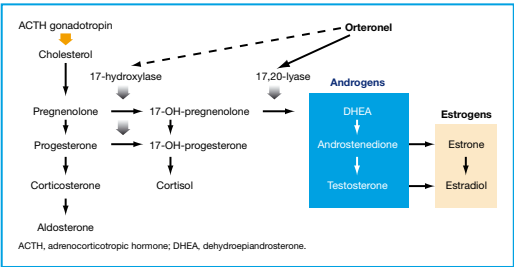 ACTH gonadotropin
Orteronel
Cholesterol
17-hydroxylase
17,20-lyase
Androgens
Estrogens
Pregnenolone
17-OH-pregnenolone
DHEA
Progesterone
17-OH-progesterone
Androstenedione
Estrone
Corticosterone
Cortisol
Testosterone
Estradiol
Aldosterone
ACTH, adrenocorticotropic hormone; DHEA, dehydroepiandrosterone.